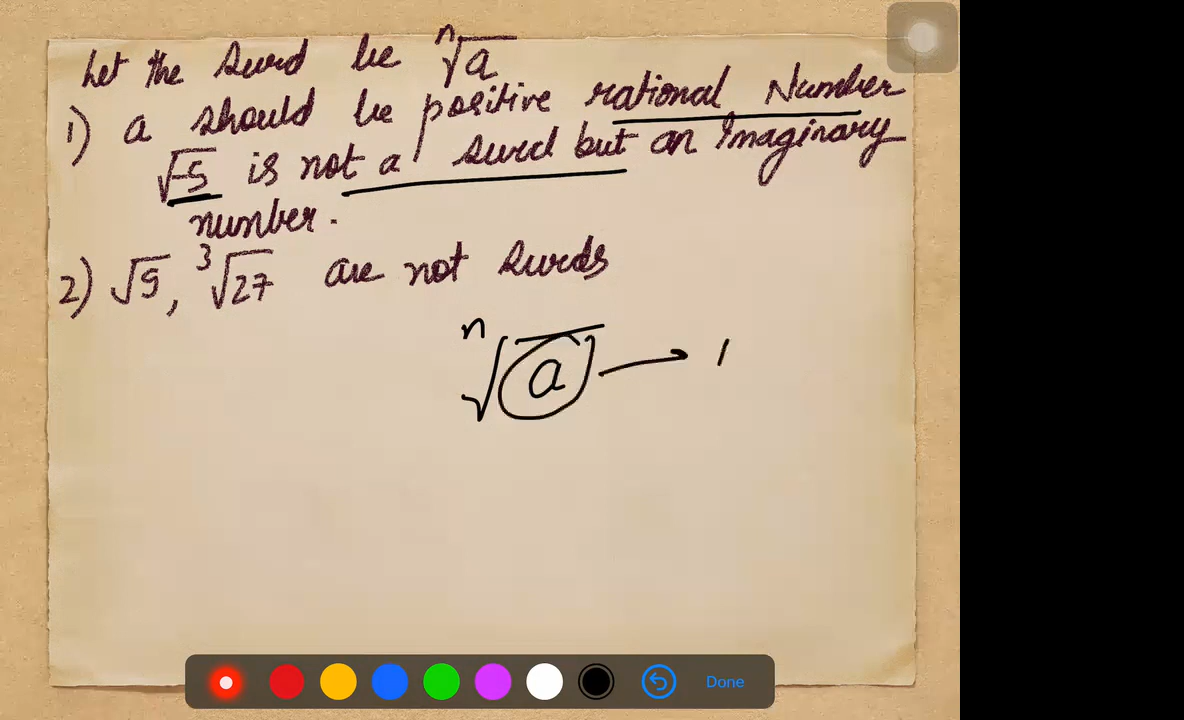 Let the Surd be ⁿ√a
1) a should be positive rational Number
√-5 is not a surd but an Imaginary
number.
2) √9, ³√27 are not Surds
ⁿ√a →
Done